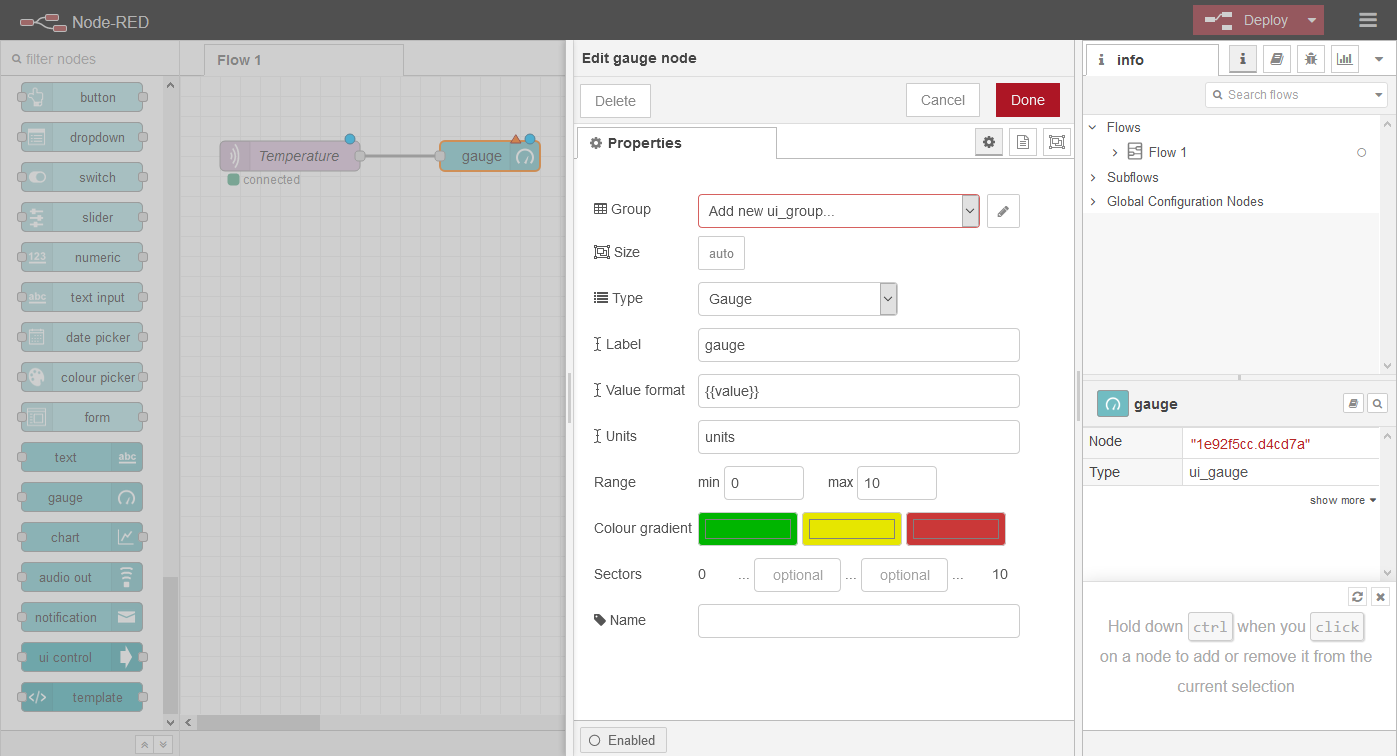 Node-RED
Deploy
filter nodes
button
dropdown
switch
slider
numeric
123
text input
abc
date picker
colour picker
form
text
abc
gauge
chart
audio out
notification
ui control
template
</>
Flow 1
Temperature
connected
gauge
Edit gauge node
Delete
Cancel
Done
Properties
Group
Add new ui_group...
Size
auto
Type
Gauge
Label
gauge
Value format
{{value}}
Units
units
Range
min 0 max 10
Colour gradient
Sectors
0 ... optional ... optional ... 10
Name
Enabled
i info
i
Search flows
Flows
Flow 1
Subflows
Global Configuration Nodes
gauge
Node "1e92f5cc.d4cd7a"
Type ui_gauge
show more
Hold down ctrl when you click
on a node to add or remove it from the
current selection